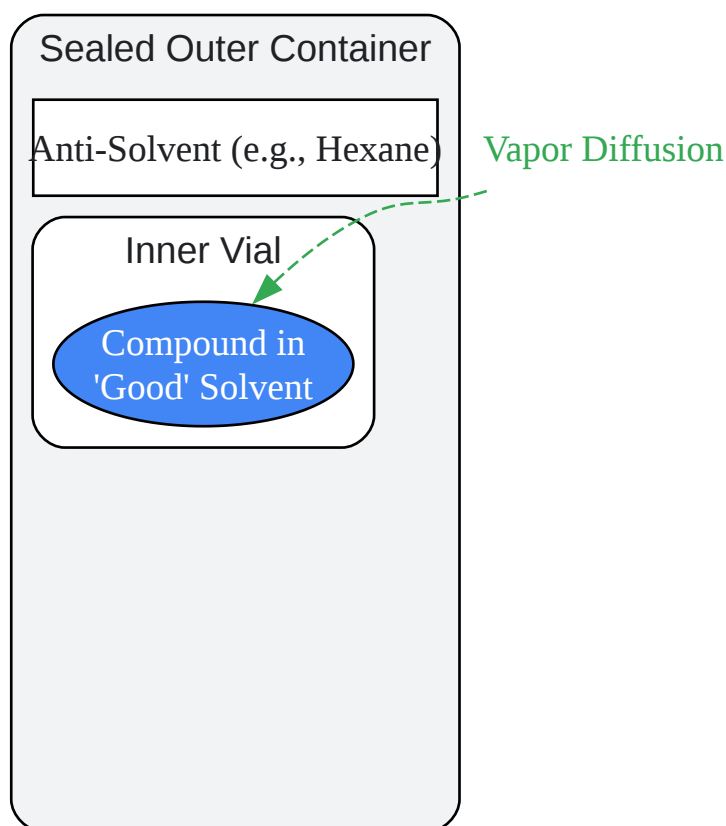 Sealed Outer Container
Anti-Solvent (e.g., Hexane)
Vapor Diffusion
Inner Vial
Compound in
'Good' Solvent